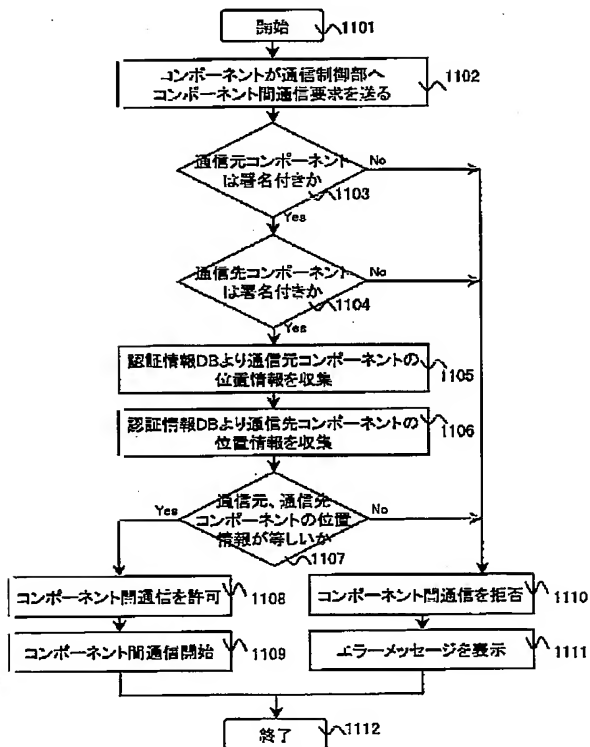 開始
1101
コンポーネントが通信制御部へ
コンポーネント間通信要求を送る
1102
通信元コンポーネント
は署名付きか
1103
No
Yes
通信先コンポーネント
は署名付きか
1104
No
Yes
認証情報DBより通信元コンポーネントの
位置情報を収集
1105
認証情報DBより通信先コンポーネントの
位置情報を収集
1106
通信元、通信先
コンポーネントの位置
情報が等しいか
1107
Yes
No
コンポーネント間通信を許可
1108
コンポーネント間通信を拒否
1110
コンポーネント間通信開始
1109
エラーメッセージを表示
1111
終了
1112